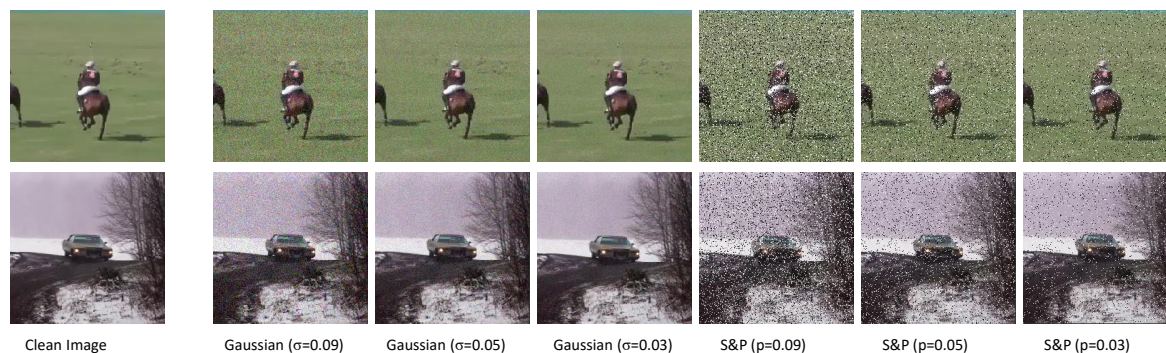 Clean Image Gaussian (σ=0.09) Gaussian (σ=0.05) Gaussian (σ=0.03) S&P (p=0.09) S&P (p=0.05) S&P (p=0.03)